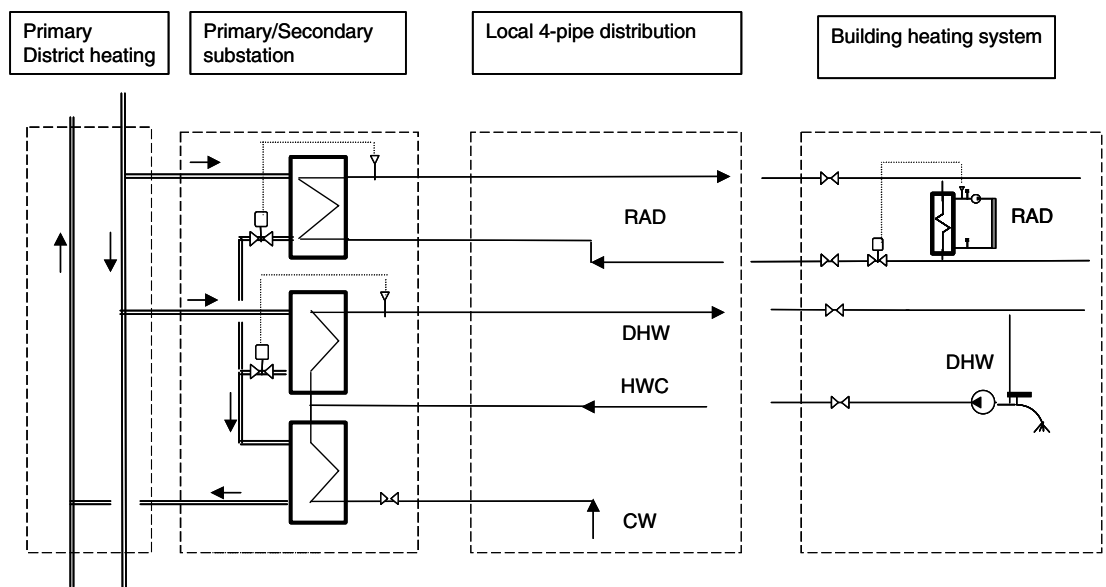 Primary
District heating
Primary/Secondary
substation
Local 4-pipe distribution
Building heating system
RAD
RAD
DHW
DHW
HWC
CW